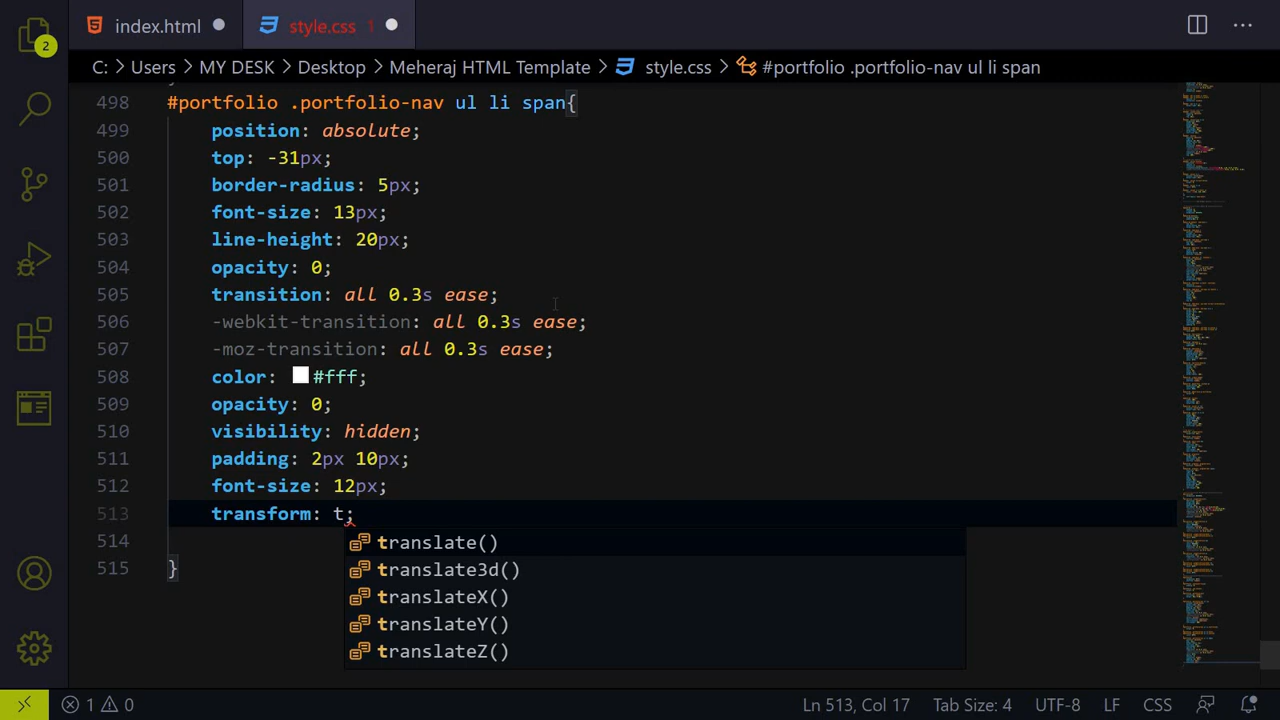 index.html
style.css 1
C: > Users > MY DESK > Desktop > Meheraj HTML Template > style.css > #portfolio .portfolio-nav ul li span
2
498 #portfolio .portfolio-nav ul li span{
499 position: absolute;
500 top: -31px;
501 border-radius: 5px;
502 font-size: 13px;
503 line-height: 20px;
504 opacity: 0;
505 transition: all 0.3s ease;
506 -webkit-transition: all 0.3s ease;
507 -moz-transition: all 0.3s ease;
508 color: #fff;
509 opacity: 0;
510 visibility: hidden;
511 padding: 2px 10px;
512 font-size: 12px;
513 transform: t;
514
translate()
translate3d()
515 }
translateX()
translateY()
translateZ()
1 0
Ln 513, Col 17
Tab Size: 4
UTF-8
LF
CSS